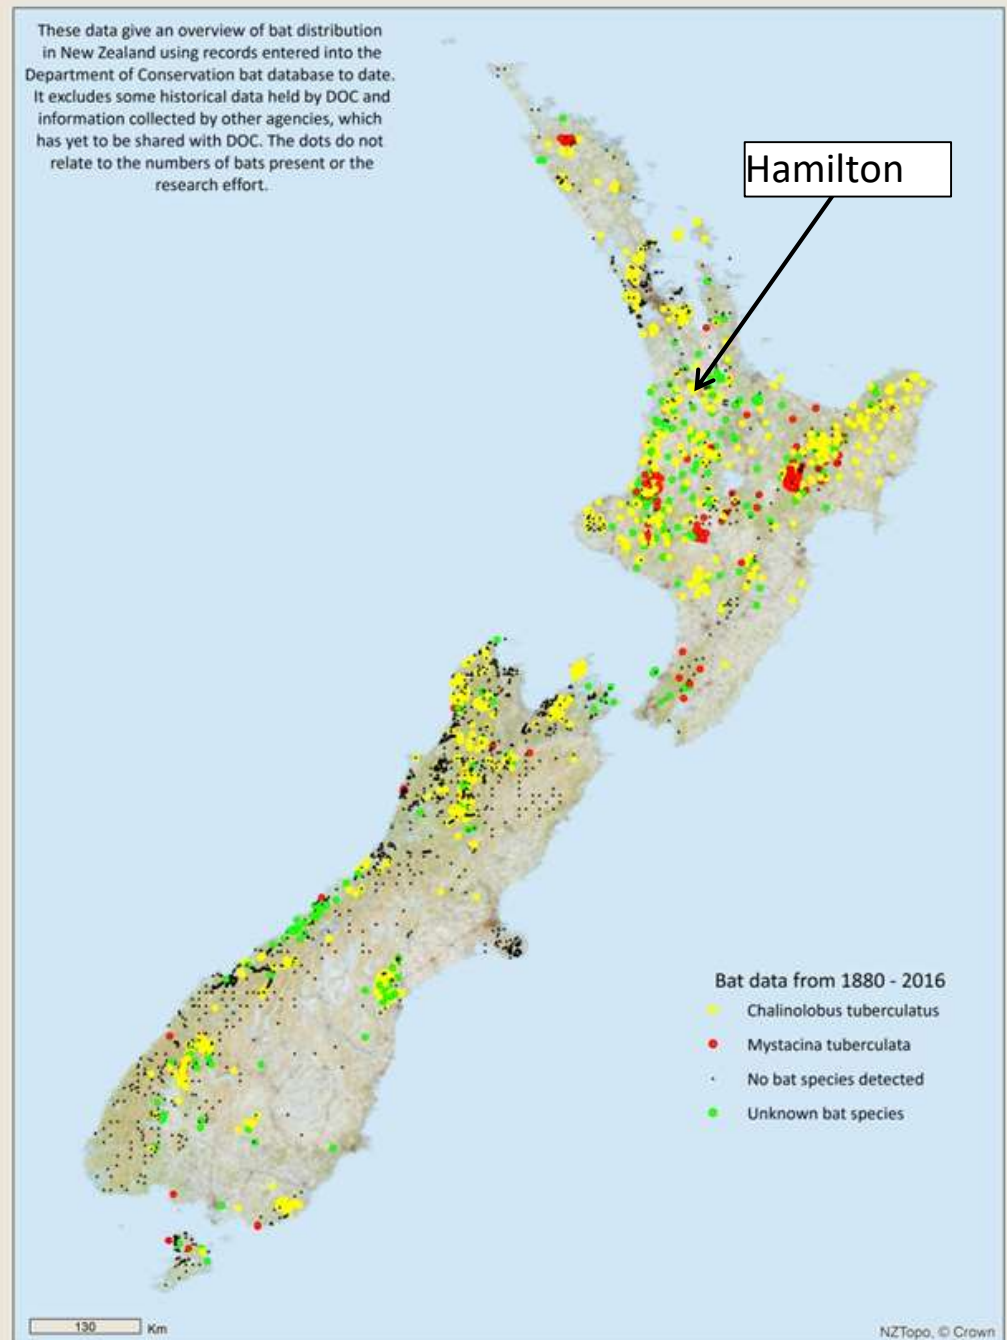 These data give an overview of bat distribution
in New Zealand using records entered into the
Department of Conservation bat database to date.
It excludes some historical data held by DOC and
information collected by other agencies, which
has yet to be shared with DOC. The dots do not
relate to the numbers of bats present or the
research effort.
Hamilton
Bat data from 1880 - 2016
Chalinolobus tuberculatus
Mystacina tuberculata
No bat species detected
Unknown bat species
130 Km
NZTopo, © Crown